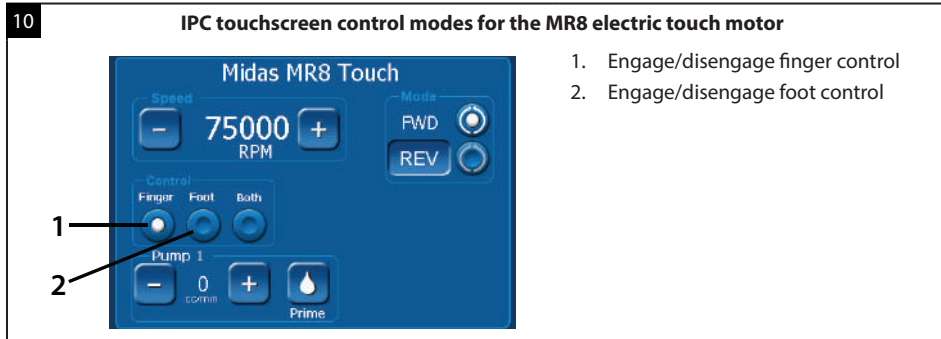 10
IPC touchscreen control modes for the MR8 electric touch motor
Midas MR8 Touch
Speed
− 75000 +
RPM
Mode
FWD
REV
Control
Finger Foot Both
1
2
Pump 1
− 0 +
cc/min
Prime
1. Engage/disengage finger control
2. Engage/disengage foot control